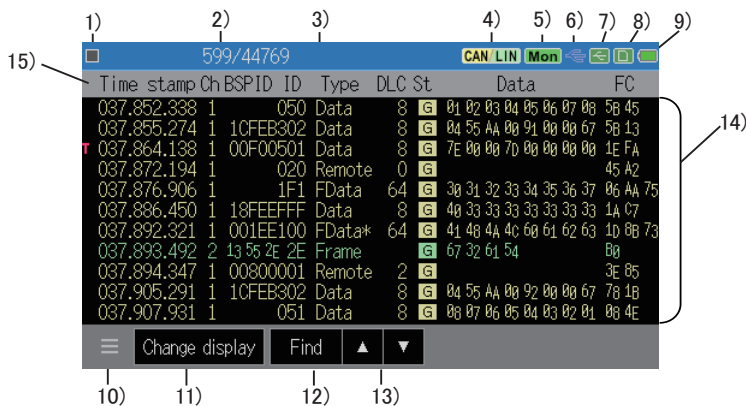 1) 2) 3) 4) 5) 6) 7) 8) 9)
599/44769 CAN/LIN Mon
15)
Time stamp Ch BSPID ID Type DLC St Data FC
037.852.338 1 050 Data 8 G 01 02 03 04 05 06 07 08 5B 45
037.855.274 1 1CFEB302 Data 8 G 04 55 AA 00 91 00 00 67 5B 13
14)
T 037.864.138 1 00F00501 Data 8 G 7E 00 00 7D 00 00 00 00 1E FA
037.872.194 1 020 Remote 0 G 45 A2
037.876.906 1 1F1 FData 64 G 30 31 32 33 34 35 36 37 06 AA 75
037.886.450 1 18FEEFFF Data 8 G 40 33 33 33 33 33 33 33 1A C7
037.892.321 1 001EE100 FData* 64 G 41 48 4A 4C 60 61 62 63 1D 8B 73
037.893.492 2 13 55 2E 2E Frame G 67 32 61 54 B0
037.894.347 1 00800001 Remote 2 G 3E 85
037.905.291 1 1CFEB302 Data 8 G 04 55 AA 00 92 00 00 67 78 1B
037.907.931 1 051 Data 8 G 08 07 06 05 04 03 02 01 08 4E
Change display Find ▲ ▼
10) 11) 12) 13)